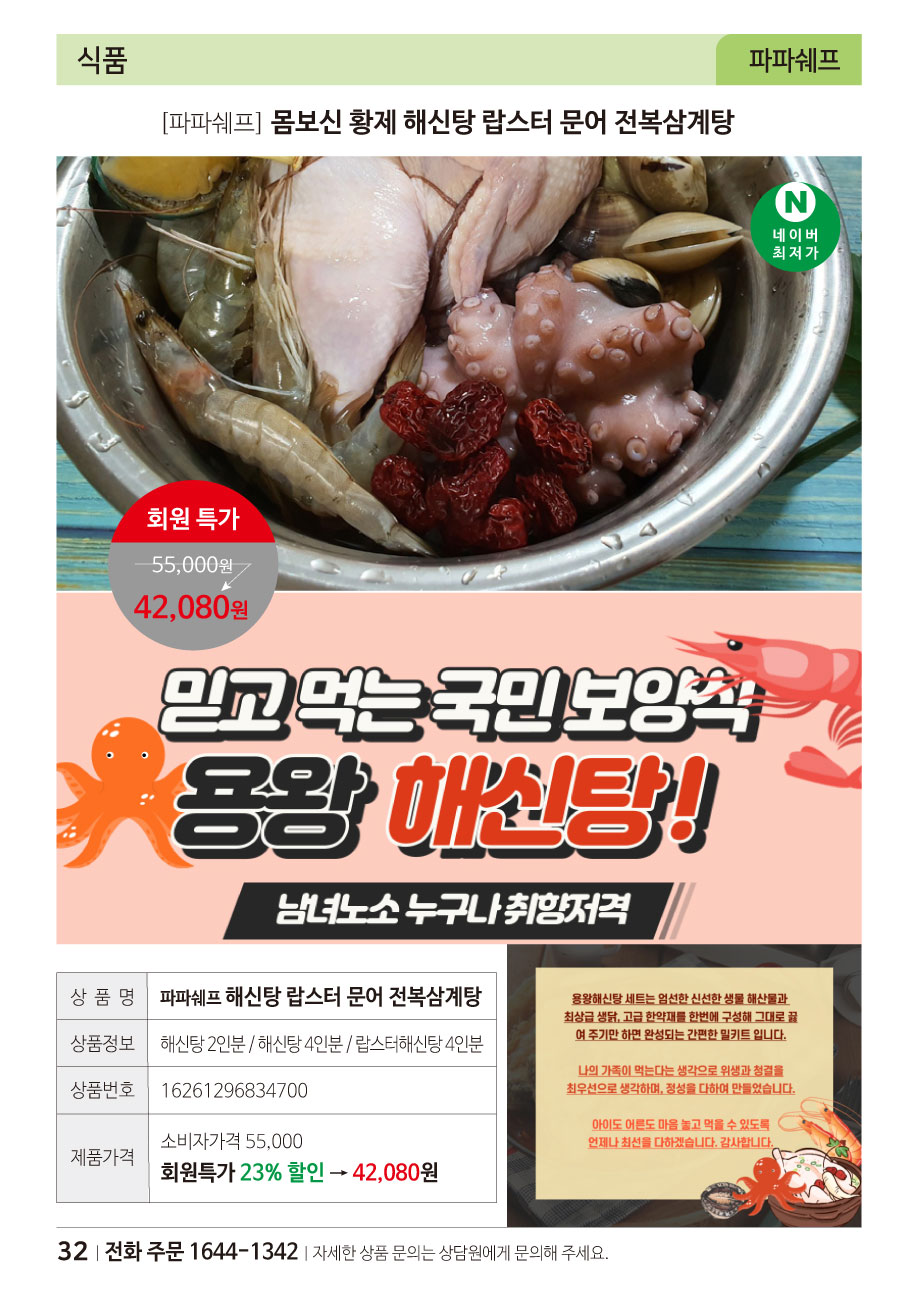 식품
파파쉐프
[파파쉐프] 몸보신 황제 해신탕 랍스터 문어 전복삼계탕
N
네이버
최저가
회원 특가
55,000원
42,080원
믿고 먹는 국민 보양식
용왕 해신탕!
남녀노소 누구나 취향저격
상 품 명 파파쉐프 해신탕 랍스터 문어 전복삼계탕
상품정보 해신탕 2인분 / 해신탕 4인분 / 랍스터해신탕 4인분
상품번호 16261296834700
제품가격 소비자가격 55,000
회원특가 23% 할인 → 42,080원
용왕해신탕 세트는 엄선한 신선한 생물 해산물과
최상급 생닭, 고급 한약재를 한번에 구성해 그대로 끓
여 주기만 하면 완성되는 간편한 밀키트 입니다.
나의 가족이 먹는다는 생각으로 위생과 청결을
최우선으로 생각하며, 정성을 다하여 만들었습니다.
아이도 어른도 마음 놓고 먹을 수 있도록
언제나 최선을 다하겠습니다. 감사합니다.
32 | 전화 주문 1644-1342 | 자세한 상품 문의는 상담원에게 문의해 주세요.